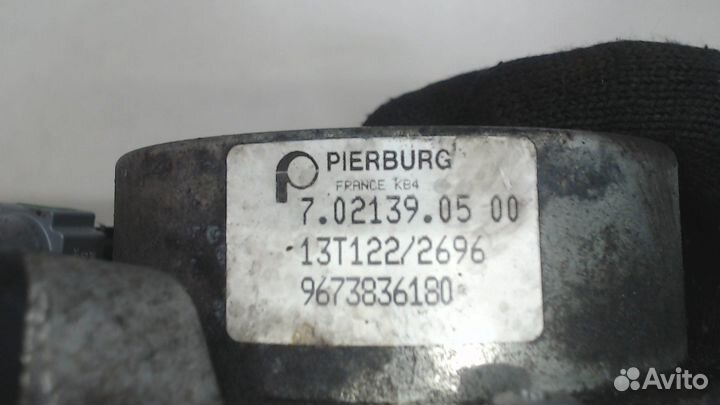 PIERBURG
FRANCE KB4
7.02139.05 00
13T122/2696
9673836180
Avito